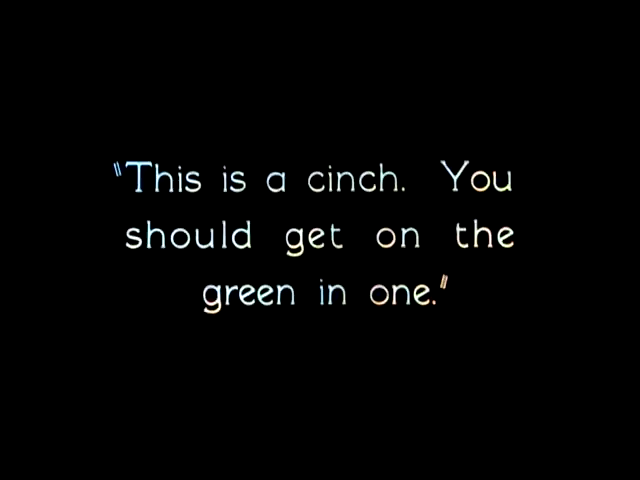 "This is a cinch. You
should get on the
green in one."